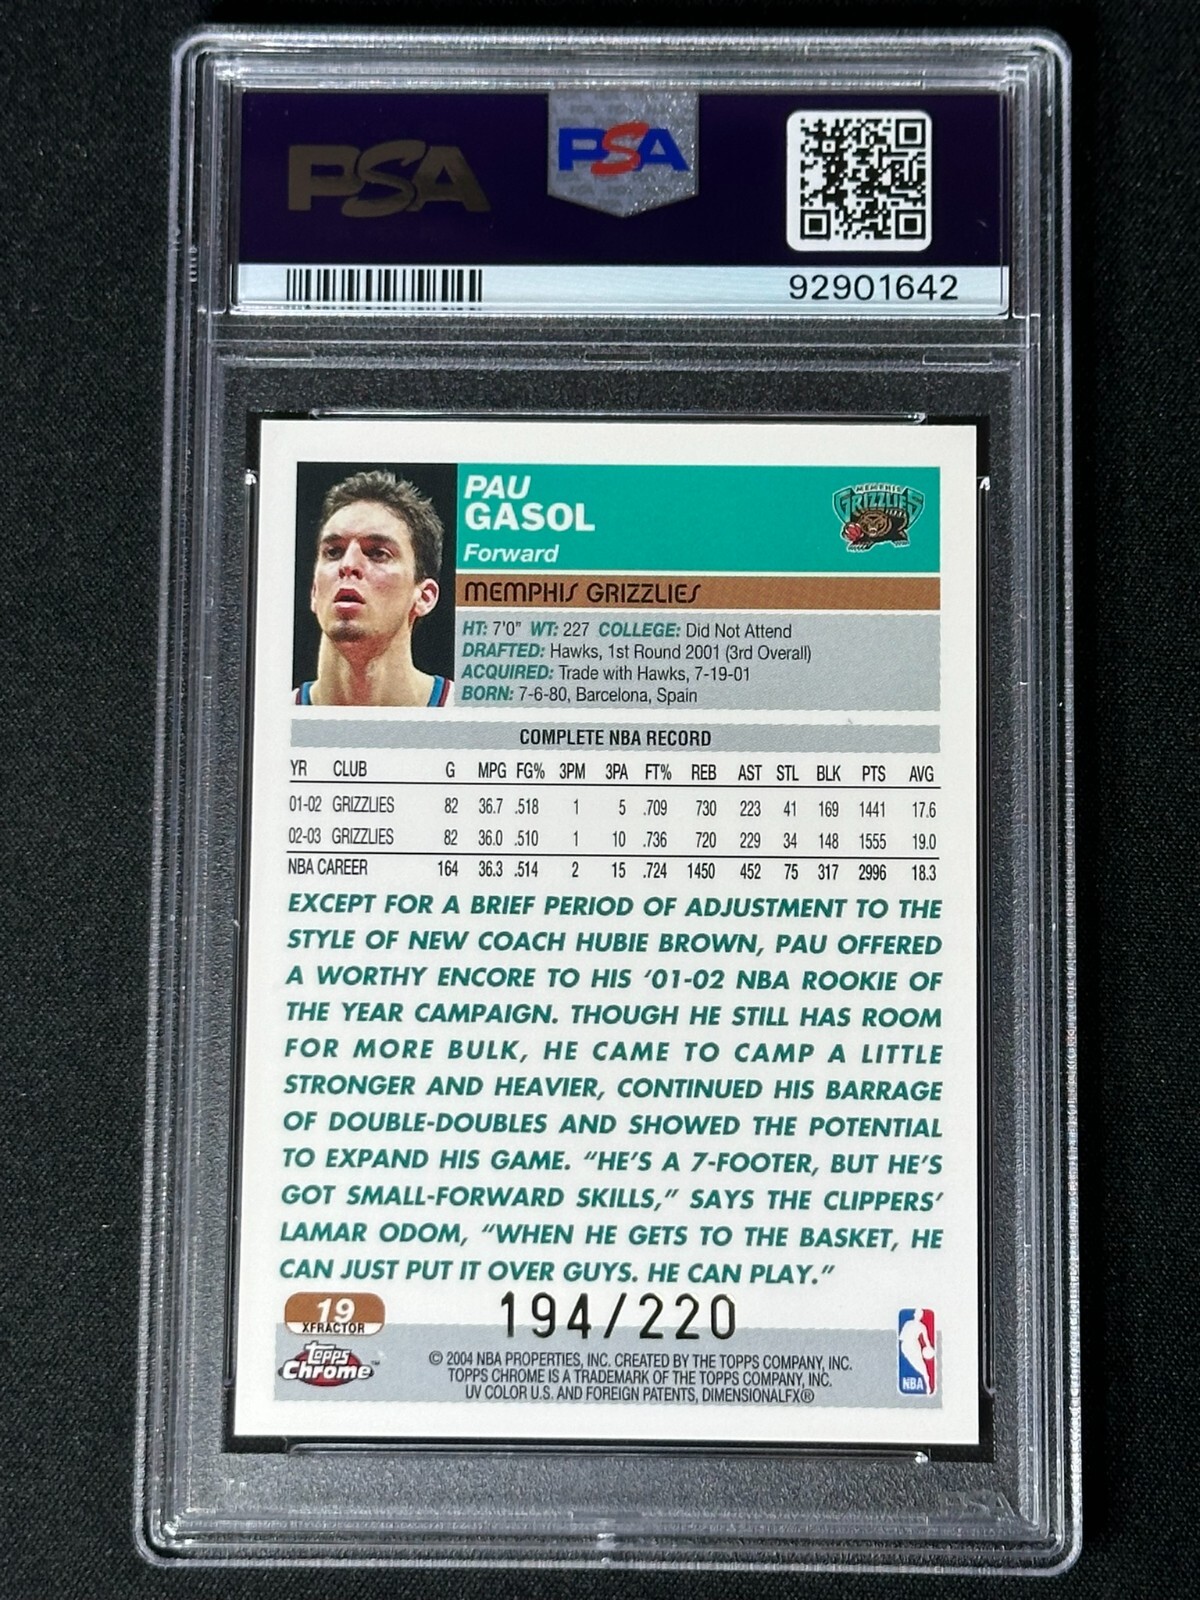 PSA
PSA
92901642
PAU
GASOL
Forward
MEMPHIS
GRIZZLIES
MEMPHIS GRIZZLIES
HT: 7'0" WT: 227 COLLEGE: Did Not Attend
DRAFTED: Hawks, 1st Round 2001 (3rd Overall)
ACQUIRED: Trade with Hawks, 7-19-01
BORN: 7-6-80, Barcelona, Spain
COMPLETE NBA RECORD
YR CLUB G MPG FG% 3PM 3PA FT% REB AST STL BLK PTS AVG
01-02 GRIZZLIES 82 36.7 .518 1 5 .709 730 223 41 169 1441 17.6
02-03 GRIZZLIES 82 36.0 .510 1 10 .736 720 229 34 148 1555 19.0
NBA CAREER 164 36.3 .514 2 15 .724 1450 452 75 317 2996 18.3
EXCEPT FOR A BRIEF PERIOD OF ADJUSTMENT TO THE
STYLE OF NEW COACH HUBIE BROWN, PAU OFFERED
A WORTHY ENCORE TO HIS '01-02 NBA ROOKIE OF
THE YEAR CAMPAIGN. THOUGH HE STILL HAS ROOM
FOR MORE BULK, HE CAME TO CAMP A LITTLE
STRONGER AND HEAVIER, CONTINUED HIS BARRAGE
OF DOUBLE-DOUBLES AND SHOWED THE POTENTIAL
TO EXPAND HIS GAME. "HE'S A 7-FOOTER, BUT HE'S
GOT SMALL-FORWARD SKILLS," SAYS THE CLIPPERS'
LAMAR ODOM, "WHEN HE GETS TO THE BASKET, HE
CAN JUST PUT IT OVER GUYS. HE CAN PLAY."
19
XFRACTOR
194/220
Topps
Chrome™
© 2004 NBA PROPERTIES, INC. CREATED BY THE TOPPS COMPANY, INC.
TOPPS CHROME IS A TRADEMARK OF THE TOPPS COMPANY, INC.
UV COLOR U.S. AND FOREIGN PATENTS, DIMENSIONALFX®
NBA
PSA